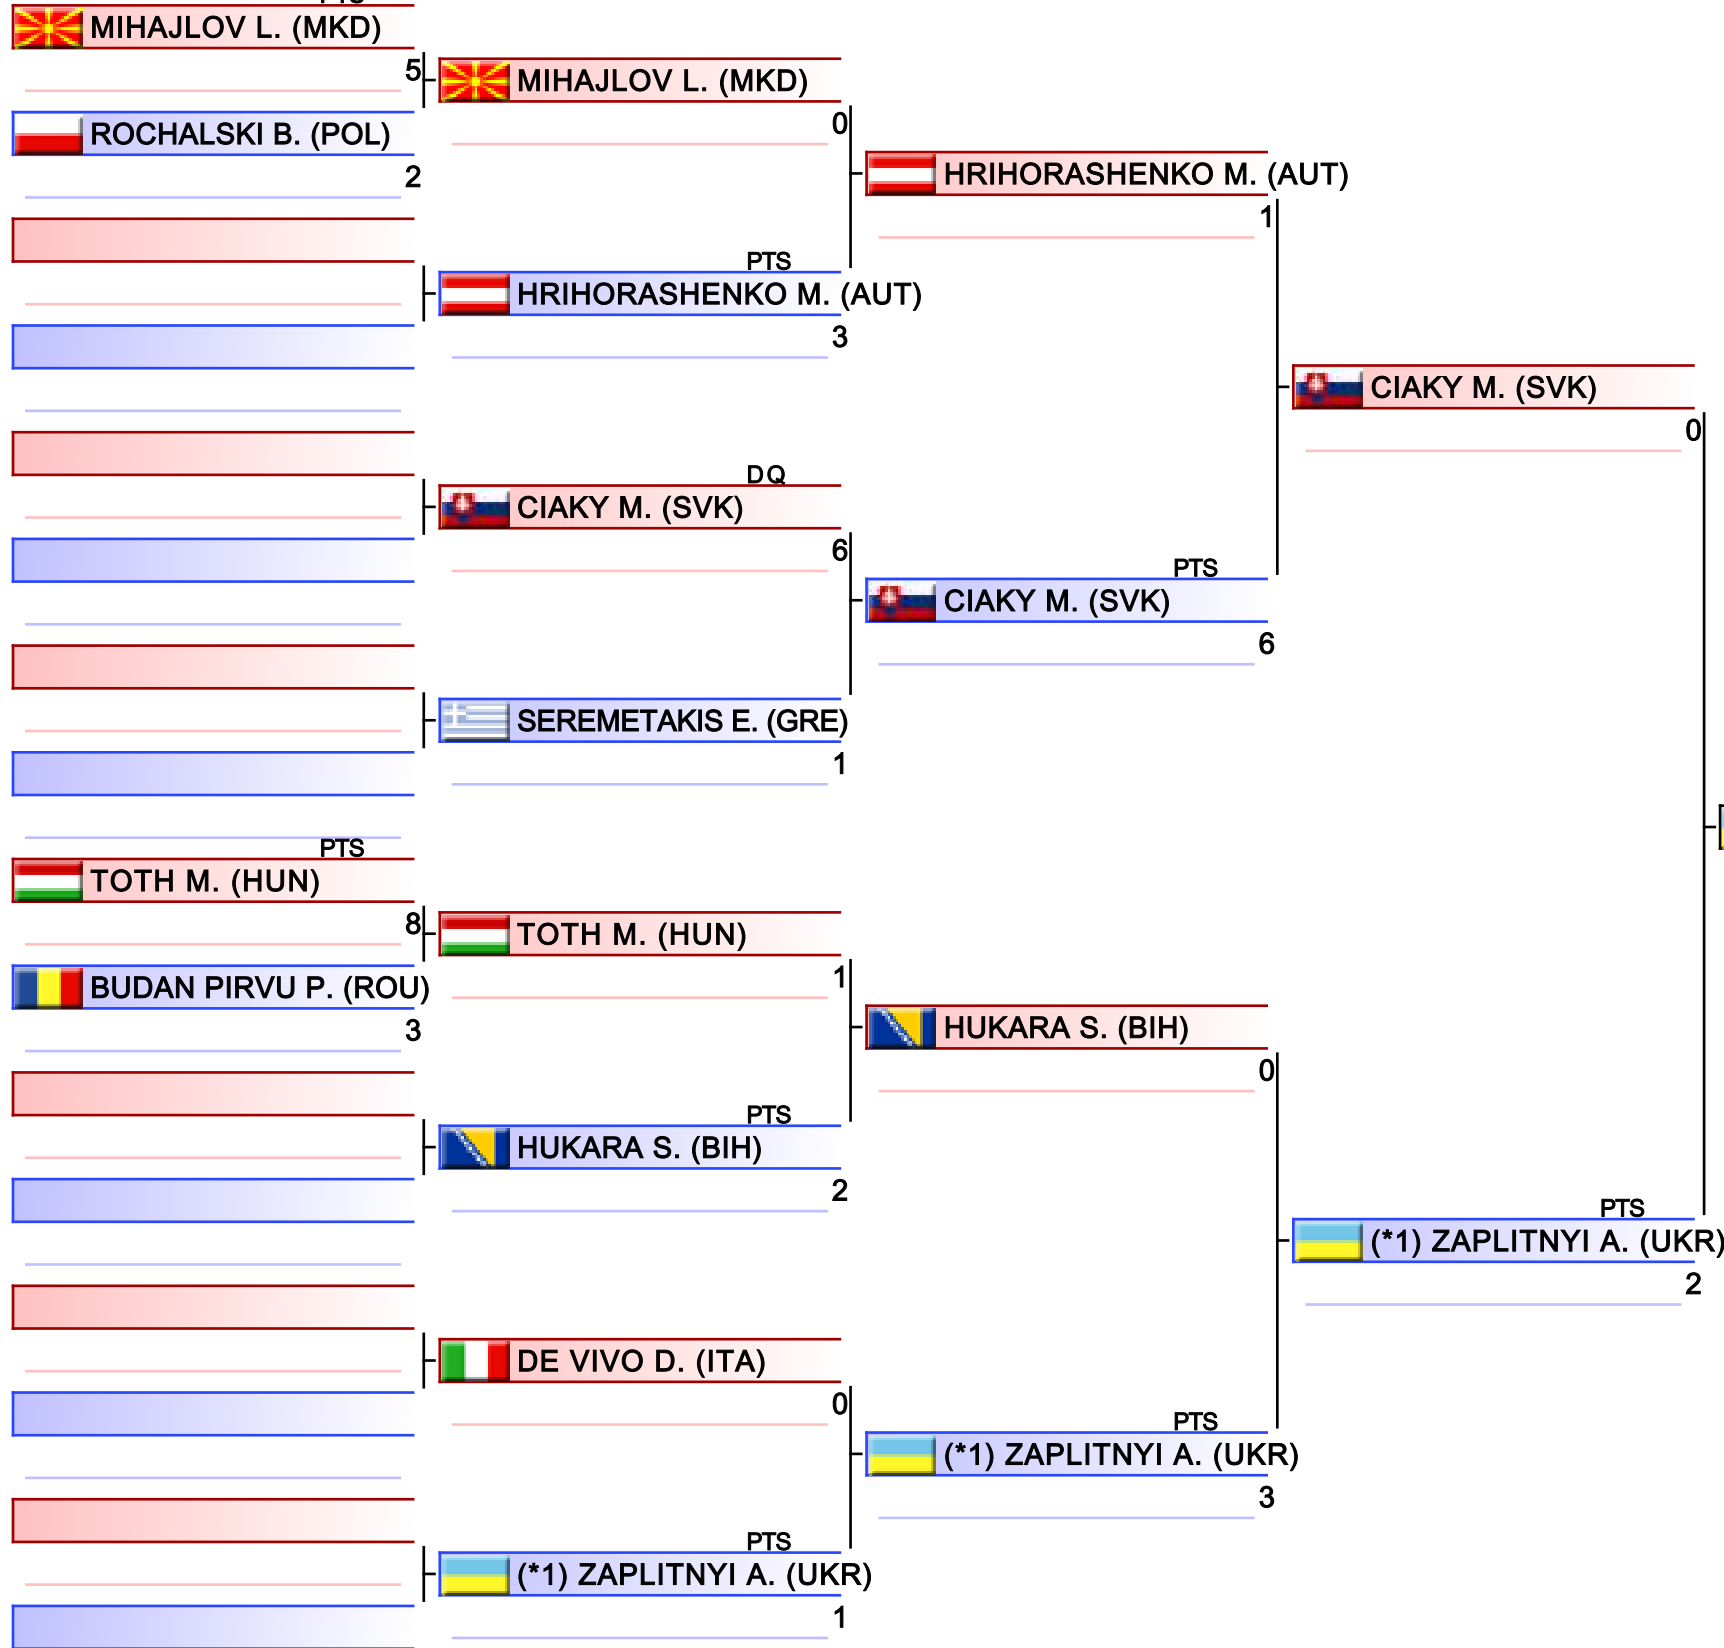 PTS
MIHAJLOV L. (MKD)
5
ROCHALSKI B. (POL)
2
MIHAJLOV L. (MKD)
0
PTS
HRIHORASHENKO M. (AUT)
3
HRIHORASHENKO M. (AUT)
1
DQ
CIAKY M. (SVK)
6
SEREMETAKIS E. (GRE)
1
PTS
CIAKY M. (SVK)
6
CIAKY M. (SVK)
0
PTS
TOTH M. (HUN)
8
BUDAN PIRVU P. (ROU)
3
TOTH M. (HUN)
1
PTS
HUKARA S. (BIH)
2
HUKARA S. (BIH)
0
DE VIVO D. (ITA)
0
PTS
(*1) ZAPLITNYI A. (UKR)
1
PTS
(*1) ZAPLITNYI A. (UKR)
3
PTS
(*1) ZAPLITNYI A. (UKR)
2